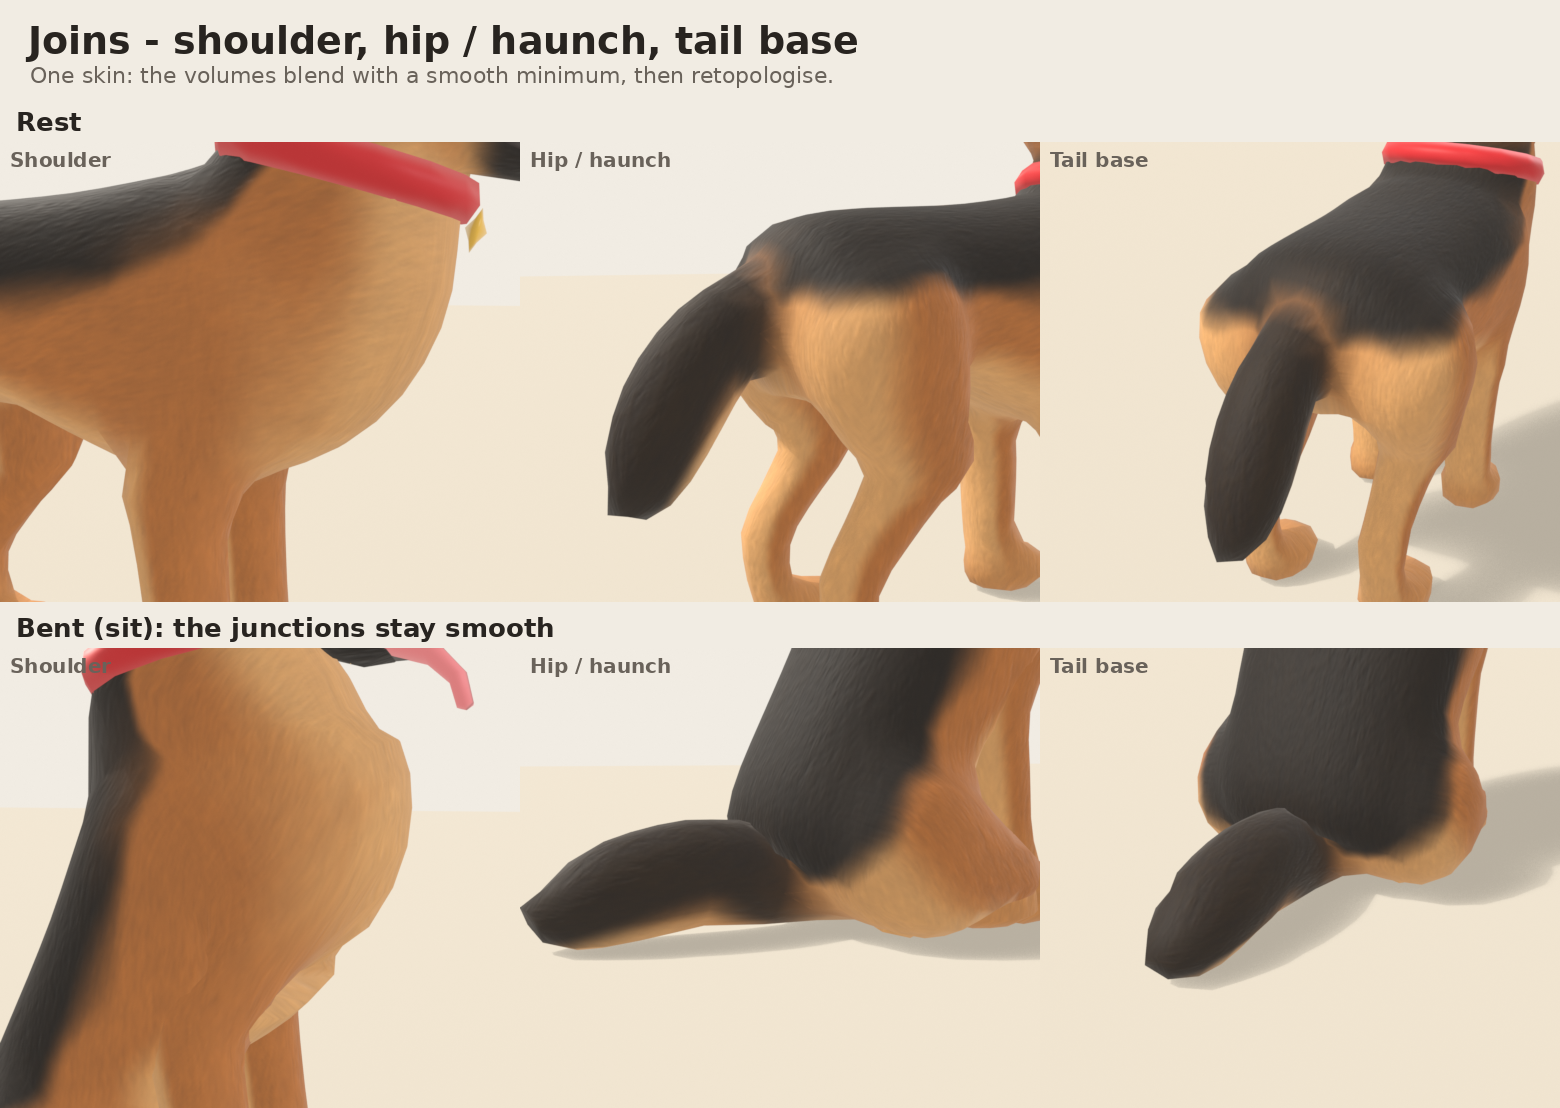 Joins - shoulder, hip / haunch, tail base
One skin: the volumes blend with a smooth minimum, then retopologise.
Rest
Shoulder
Hip / haunch
Tail base
Bent (sit): the junctions stay smooth
Shoulder
Hip / haunch
Tail base